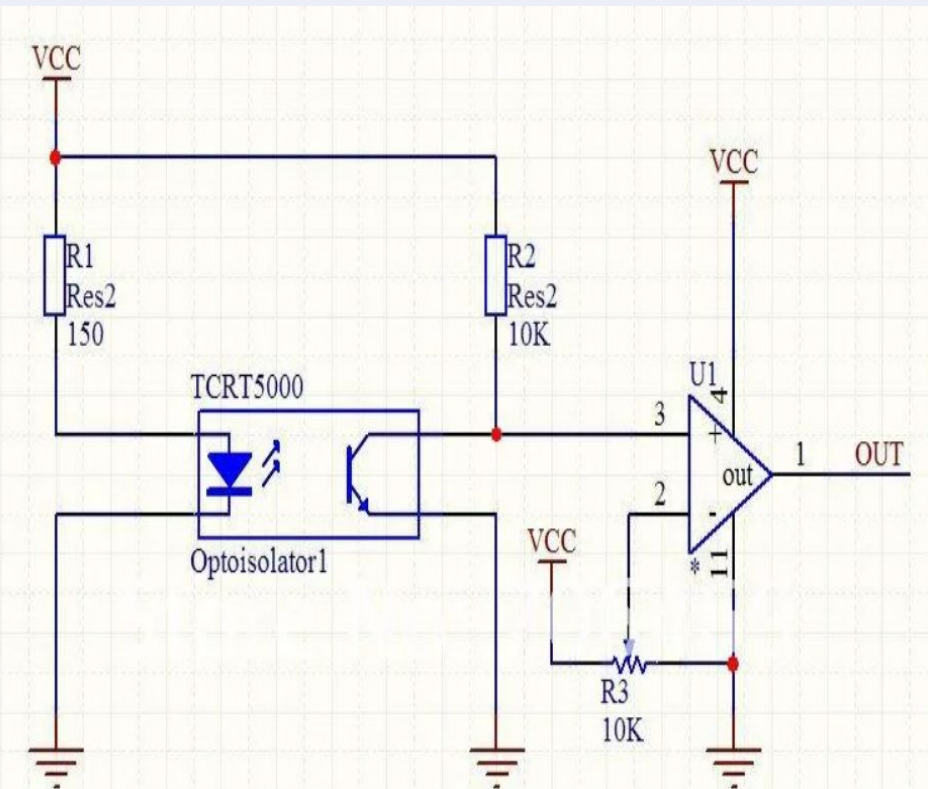 VCC
VCC
R1
Res2
150
R2
Res2
10K
TCRT5000
U1
4
3
+
out
1
OUT
2
-
VCC
Optoisolator1
*
11
R3
10K